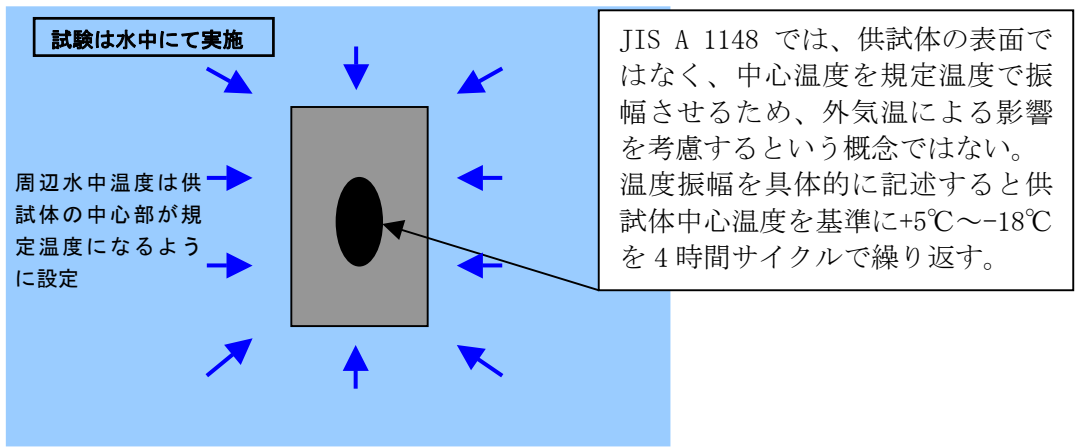 試験は水中にて実施
JIS A 1148 では、供試体の表面で
はなく、中心温度を規定温度で振
幅させるため、外気温による影響
を考慮するという概念ではない。
温度振幅を具体的に記述すると供
試体中心温度を基準に+5℃～-18℃
を 4 時間サイクルで繰り返す。
周辺水中温度は供
試体の中心部が規
定温度になるよう
に設定